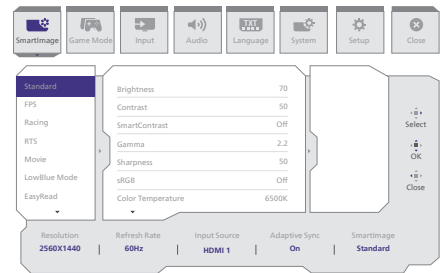 SmartImage
Game Mode
Input
Audio
TXT
Language
System
Setup
Close
Standard
FPS
Racing
RTS
Movie
LowBlue Mode
EasyRead
Brightness 70
Contrast 50
SmartContrast Off
Gamma 2.2
Sharpness 50
sRGB Off
Color Temperature 6500K
Select
OK
Close
Resolution Refresh Rate Input Source Adaptive Sync SmartImage
2560X1440 60Hz HDMI 1 On Standard